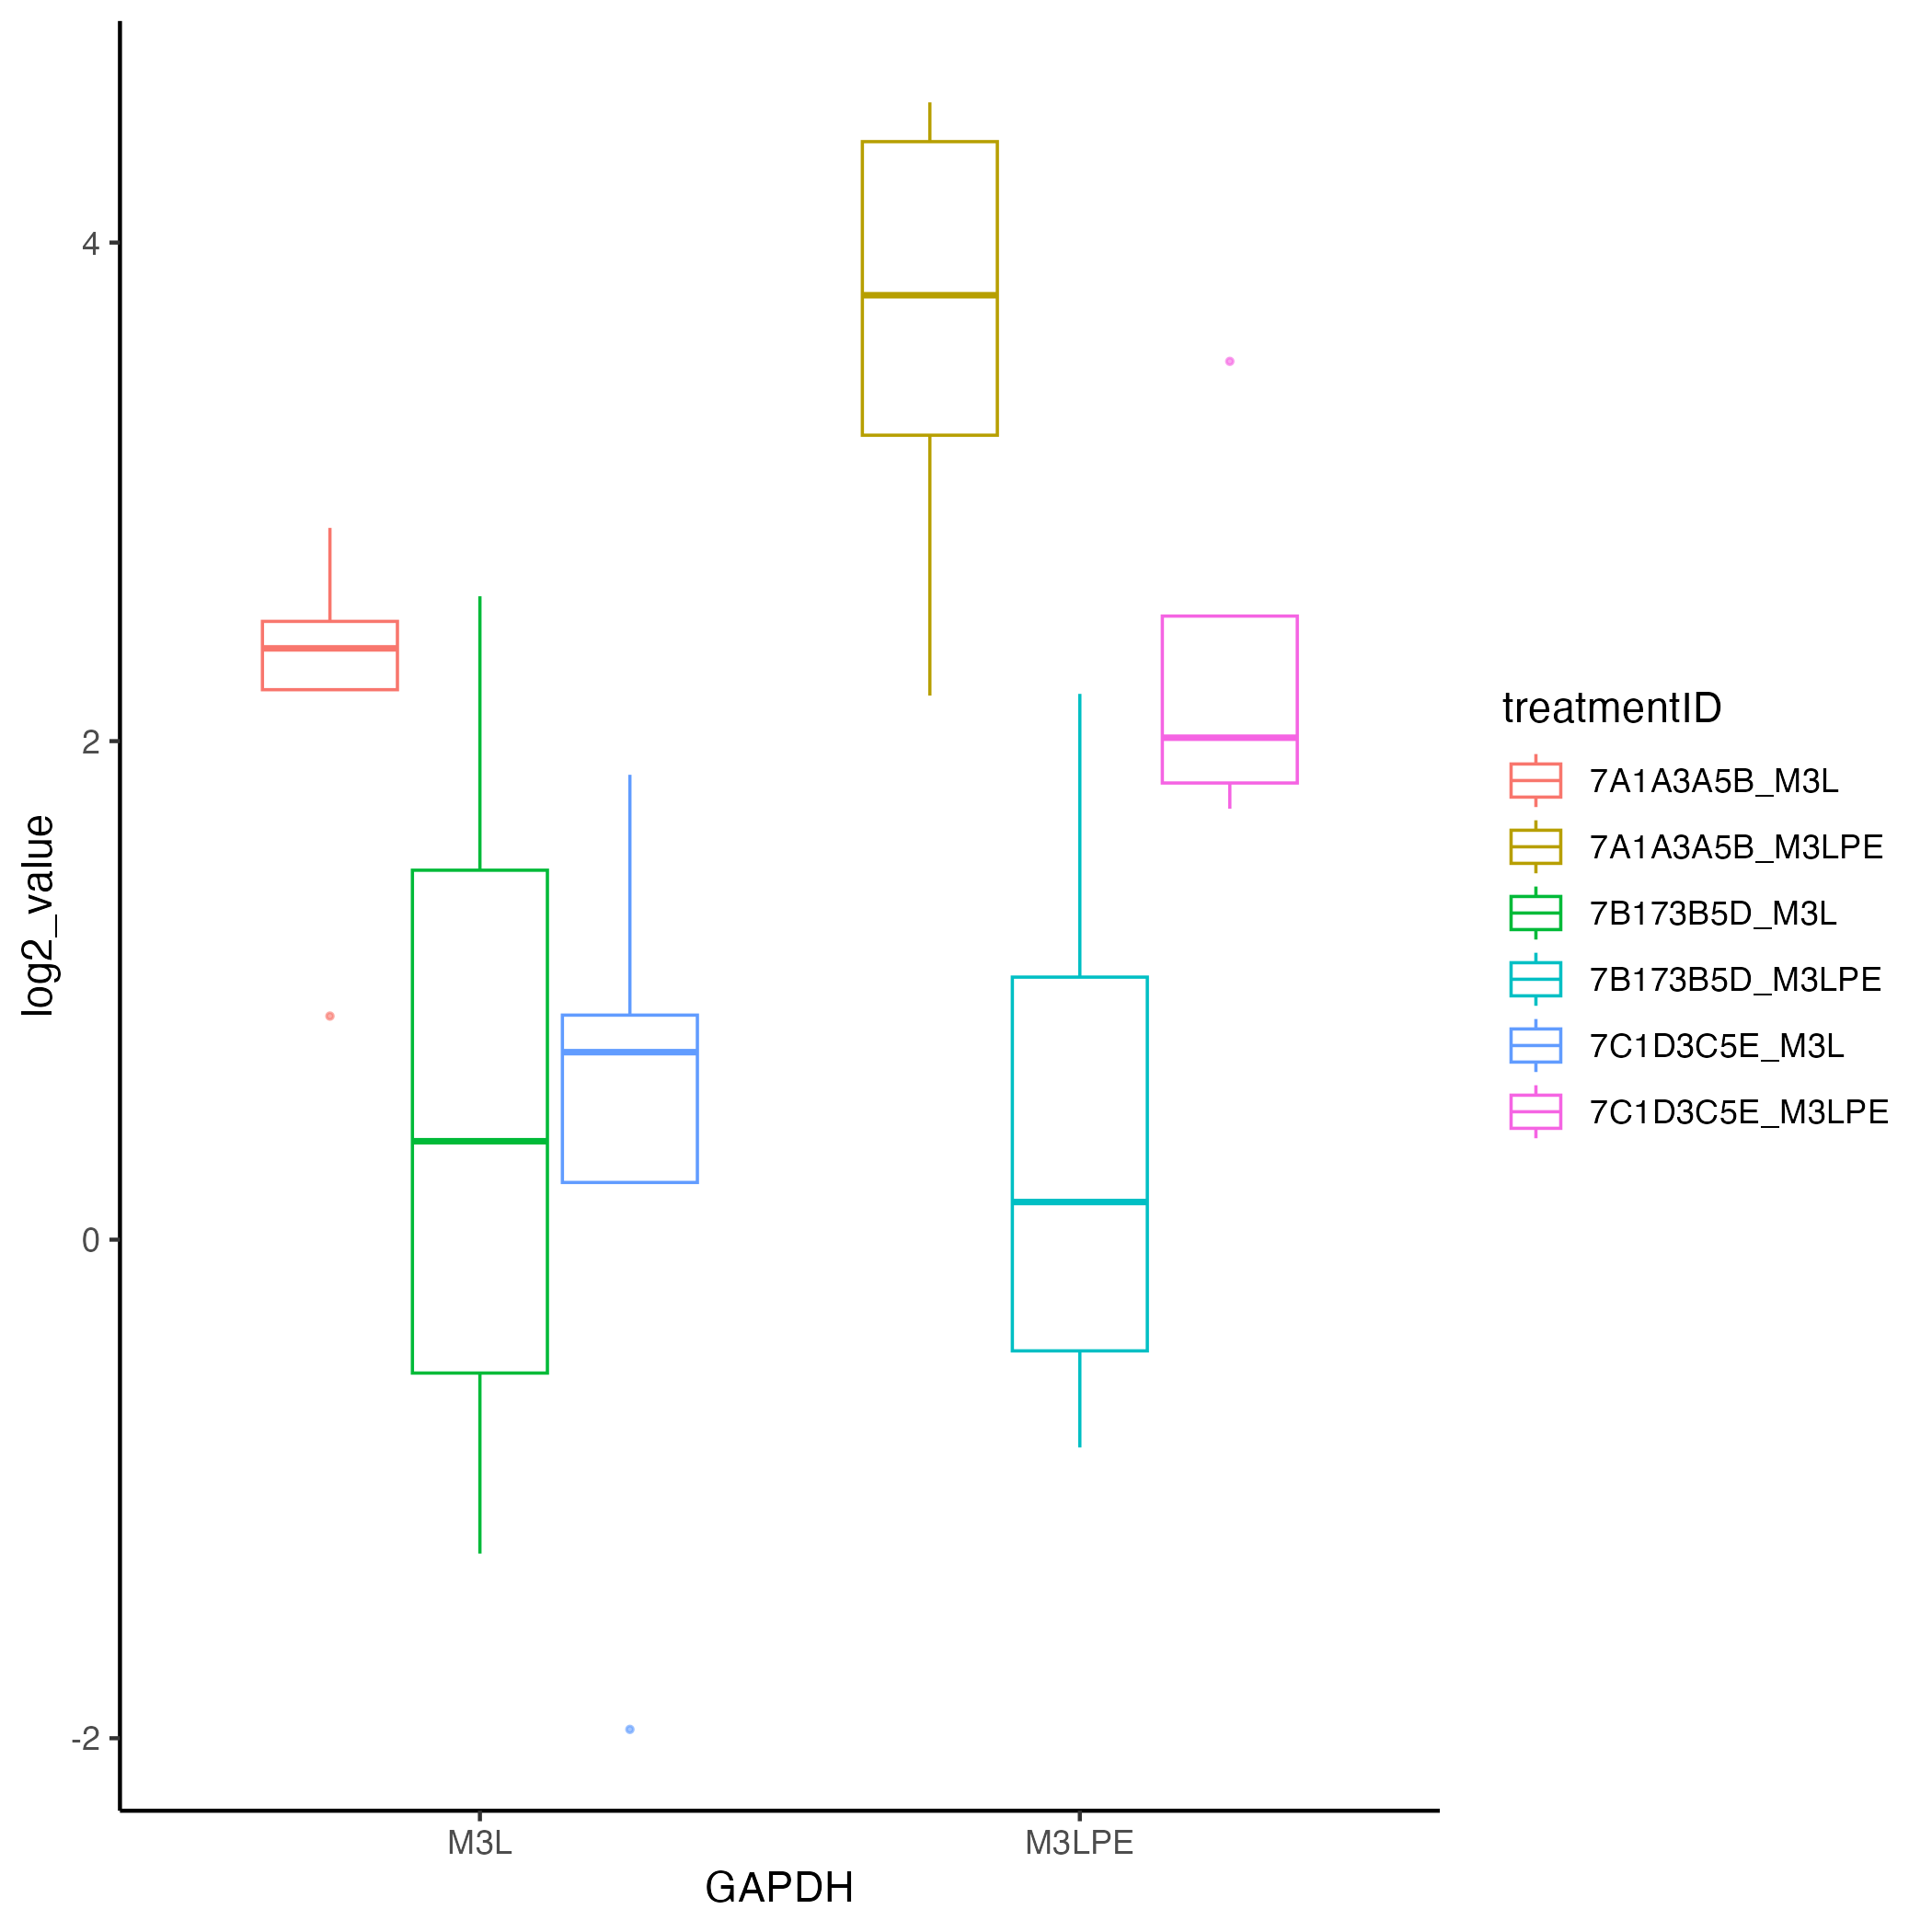 log2_value
4
2
0
-2
M3L
M3LPE
GAPDH
treatmentID
7A1A3A5B_M3L
7A1A3A5B_M3LPE
7B173B5D_M3L
7B173B5D_M3LPE
7C1D3C5E_M3L
7C1D3C5E_M3LPE